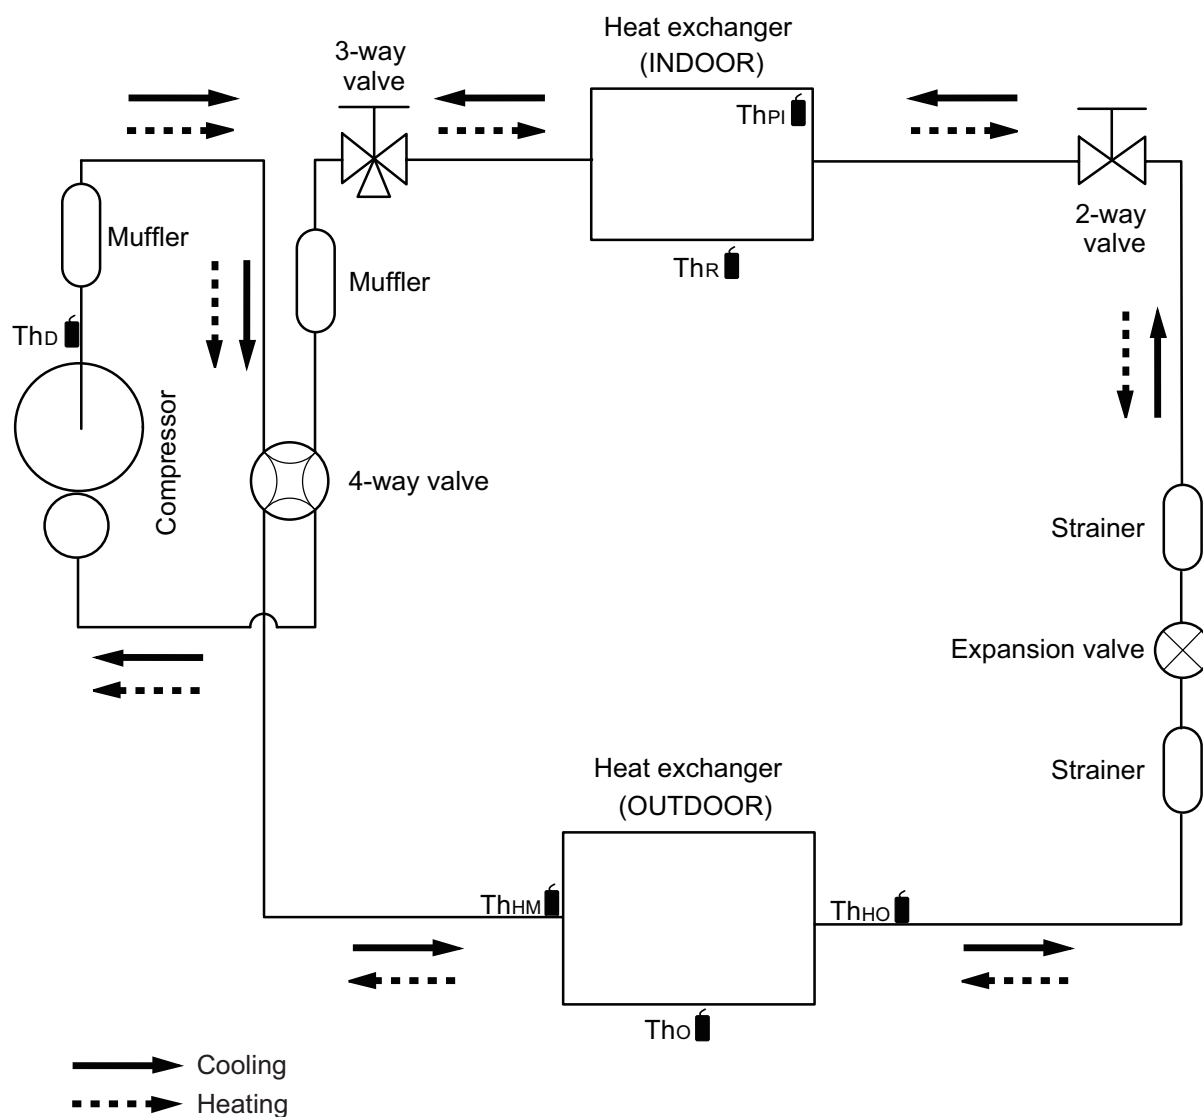 Heat exchanger
(INDOOR)
3-way
valve
ThPI
Muffler
2-way
valve
ThR
Muffler
ThD
Compressor
4-way valve
Strainer
Expansion valve
Heat exchanger
(OUTDOOR)
Strainer
ThHM
ThHO
ThO
Cooling
Heating